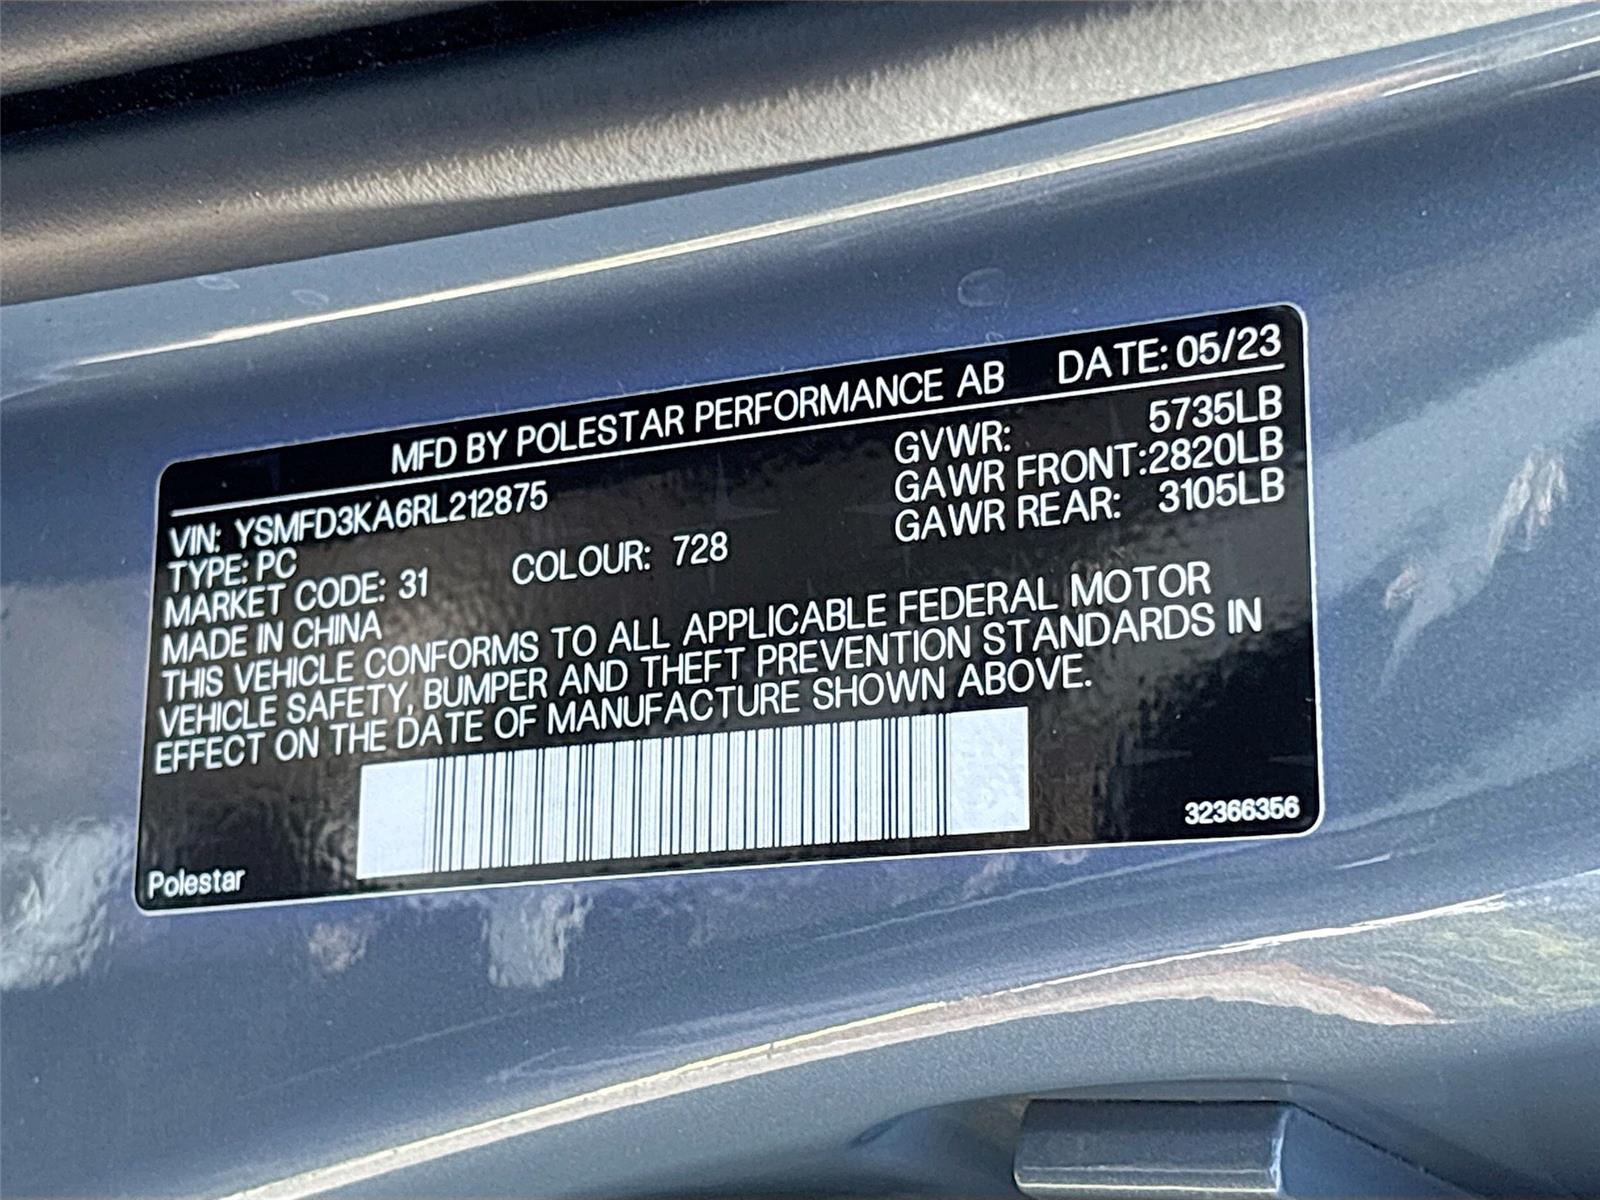 MFD BY POLESTAR PERFORMANCE AB DATE: 05/23
VIN: YSMFD3KA6RL212875
GVWR: 5735LB
TYPE: PC
GAWR FRONT: 2820LB
MARKET CODE: 31 COLOUR: 728
GAWR REAR: 3105LB
MADE IN CHINA
THIS VEHICLE CONFORMS TO ALL APPLICABLE FEDERAL MOTOR
VEHICLE SAFETY, BUMPER AND THEFT PREVENTION STANDARDS IN
EFFECT ON THE DATE OF MANUFACTURE SHOWN ABOVE.
Polestar
32366356